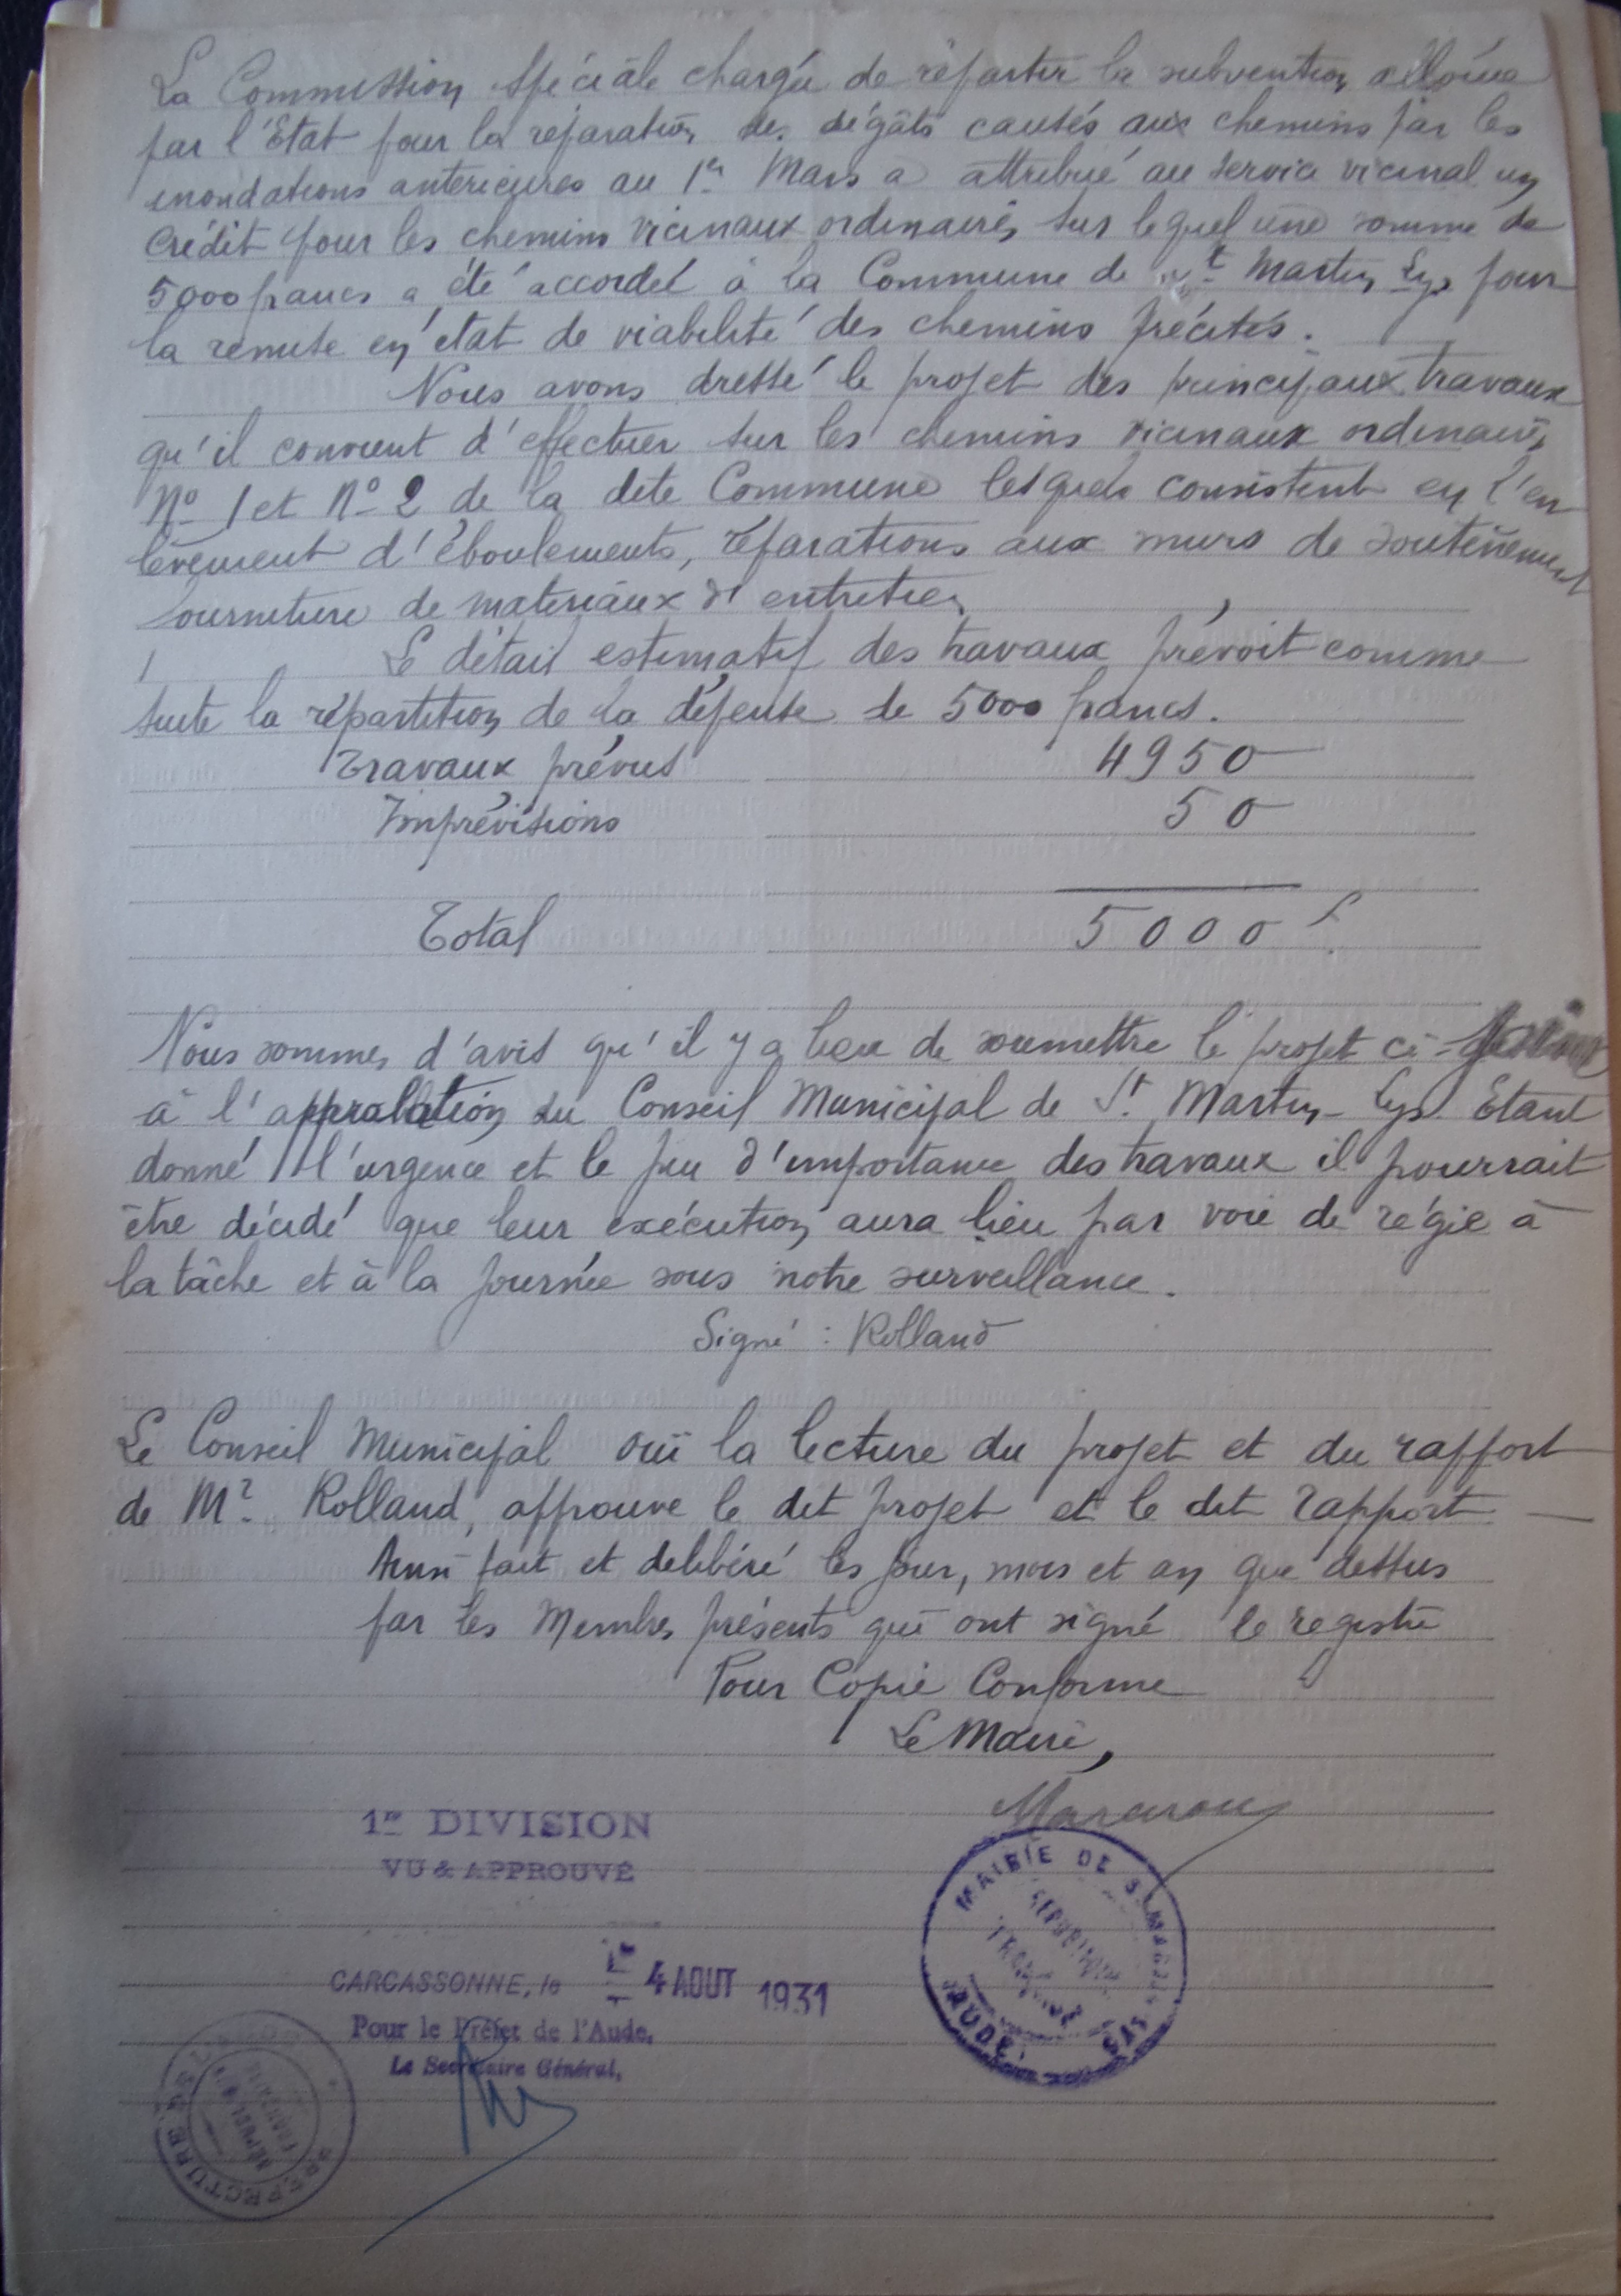 La Commission spéciale chargée de répartir la subvention allouée
par l'Etat pour la réparation des dégâts causés aux chemins par les
inondations antérieures au 1er Mars a attribué au service vicinal un
crédit pour les chemins vicinaux ordinaires sur lequel une somme de
5000 francs a été accordée à la Commune de St Martin Lys pour
la remise en état de viabilité des chemins précités.
Nous avons dressé le projet des principaux travaux
qu'il convient d'effectuer sur les chemins vicinaux ordinaires
No 1 et No 2 de la dite Commune lesquels consistent en l'en
lèvement d'éboulements, réparations aux murs de soutènement
fourniture de matériaux d'entretien
Le détail estimatif des travaux prévoit comme
suite la répartition de la dépense de 5000 francs.
Travaux prévus 4950
Imprévisions 50
Total 5000 f.
Nous sommes d'avis qu'il y a lieu de soumettre le projet ci-
à l'approbation du Conseil Municipal de St. Martin-Lys. Etant
donné l'urgence et le peu d'importance des travaux il pourrait
être décidé que leur exécution aura lieu par voie de régie à
la tâche et à la journée sous notre surveillance.
Signé : Rolland
Le Conseil Municipal ouï la lecture du projet et du rapport
de Mr. Rolland, approuve le dit projet et le dit rapport —
Ainsi fait et délibéré les jour, mois et an que dessus
par les Membres présents qui ont signé le registre
Pour Copie Conforme
Le Maire,
1re DIVISION
VU & APPROUVÉ
MAIRIE DE St MARTIN
RÉPUBLIQUE
FRANÇAISE
AUDE
CARCASSONNE, le 4 AOUT 1931
Pour le Préfet de l'Aude,
Le Secrétaire Général,
PRÉFECTURE
RÉPUBLIQUE
FRANÇAISE